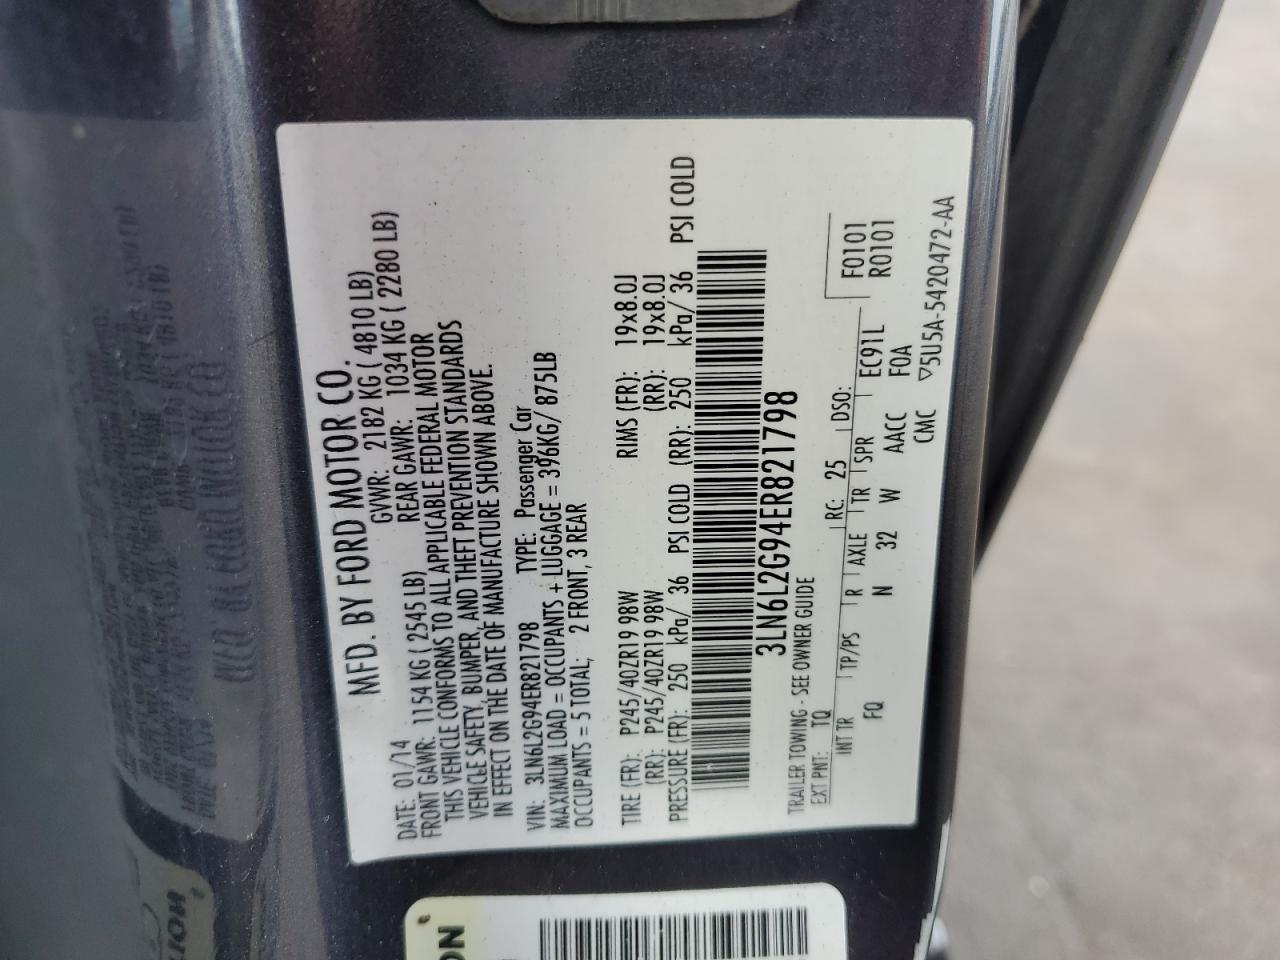 MFD. BY FORD MOTOR CO.
DATE: 01/14 GVWR: 2182 KG ( 4810 LB)
FRONT GAWR: 1154 KG ( 2545 LB) REAR GAWR: 1034 KG ( 2280 LB)
THIS VEHICLE CONFORMS TO ALL APPLICABLE FEDERAL MOTOR
VEHICLE SAFETY, BUMPER, AND THEFT PREVENTION STANDARDS
IN EFFECT ON THE DATE OF MANUFACTURE SHOWN ABOVE.
VIN: 3LN6L2G94ER821798 TYPE: Passenger Car
MAXIMUM LOAD = OCCUPANTS + LUGGAGE = 396KG/ 875LB
OCCUPANTS = 5 TOTAL; 2 FRONT, 3 REAR
TIRE (FR): P245/40ZR19 98W RIMS (FR): 19x8.0J
(RR): P245/40ZR19 98W (RR): 19x8.0J
PRESSURE (FR): 250 kPa/ 36 PSI COLD (RR): 250 kPa/ 36 PSI COLD
3LN6L2G94ER821798
TRAILER TOWING - SEE OWNER GUIDE
EXT PNT: TQ RC: 25 DSO: F0101
INT TR TP/PS R AXLE TR SPR EC91L R0101
FQ N 32 W AACC FOA
CMC ▽5U5A-5420472-AA